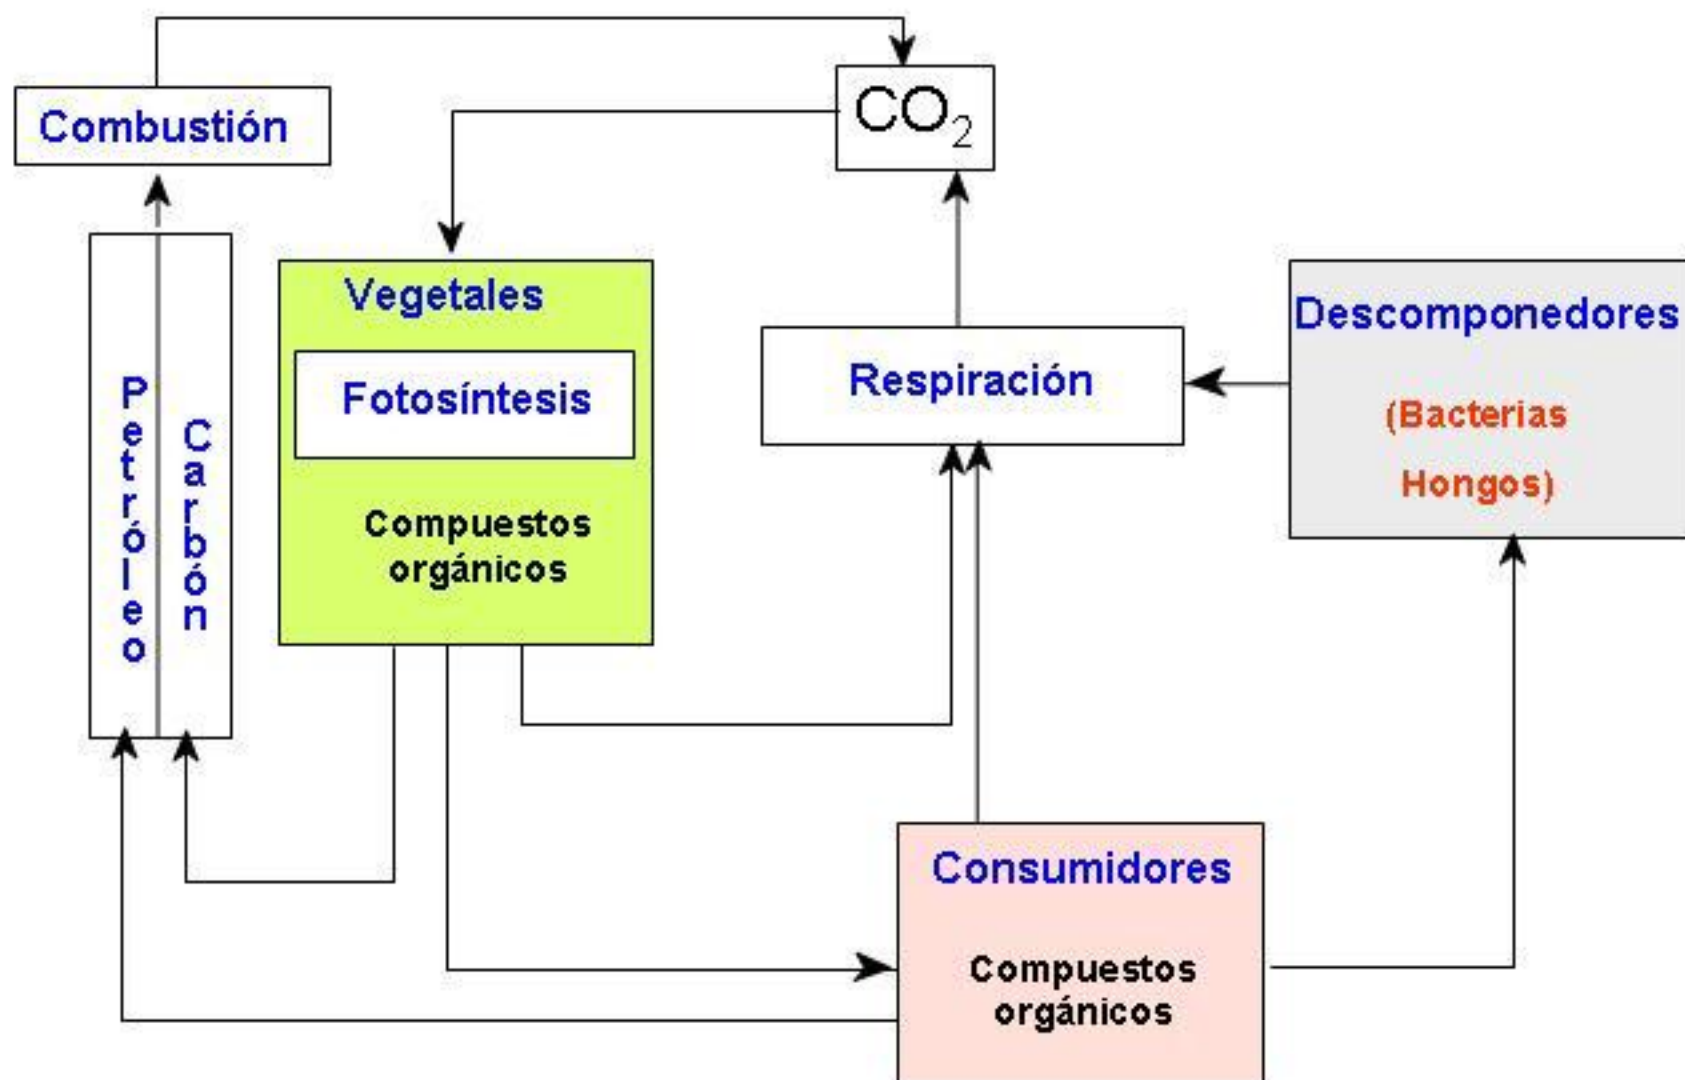 Combustión
CO₂
Petróleo
Carbón
Vegetales
Fotosíntesis
Compuestos
orgánicos
Respiración
Descomponedores
(Bacterias
Hongos)
Consumidores
Compuestos
orgánicos